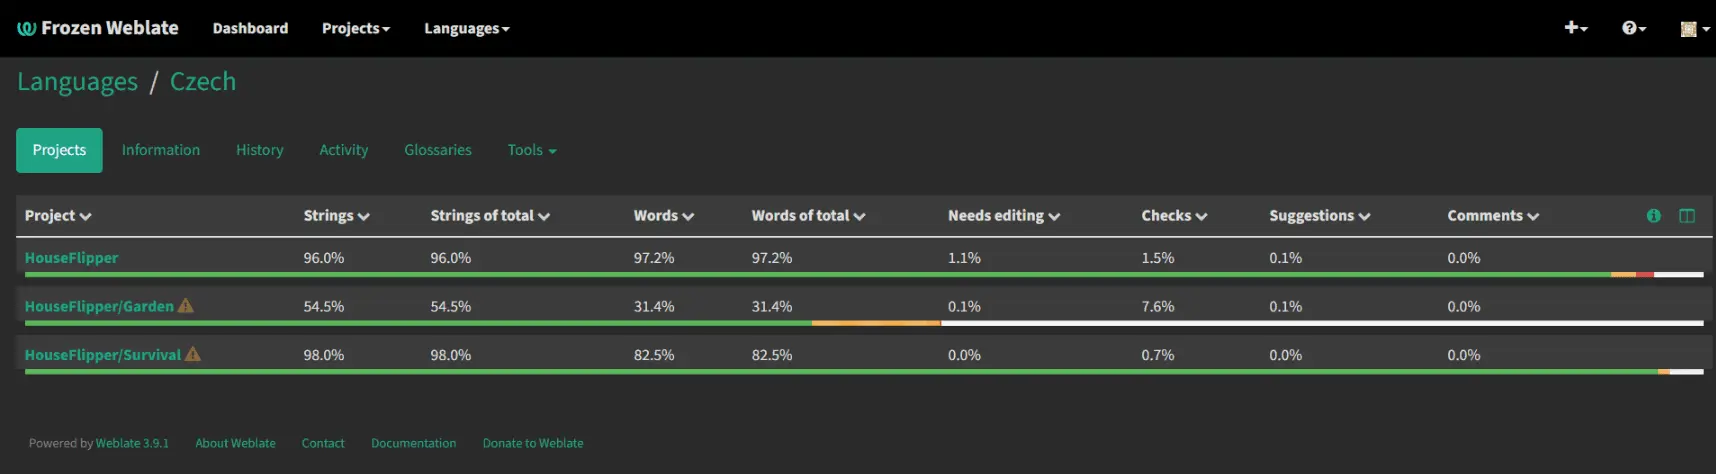 Frozen Weblate Dashboard Projects Languages
Languages / Czech
Projects Information History Activity Glossaries Tools
Project Strings Strings of total Words Words of total Needs editing Checks Suggestions Comments
HouseFlipper 96.0% 96.0% 97.2% 97.2% 1.1% 1.5% 0.1% 0.0%
HouseFlipper/Garden 54.5% 54.5% 31.4% 31.4% 0.1% 7.6% 0.1% 0.0%
HouseFlipper/Survival 98.0% 98.0% 82.5% 82.5% 0.0% 0.7% 0.0% 0.0%
Powered by Weblate 3.9.1 About Weblate Contact Documentation Donate to Weblate